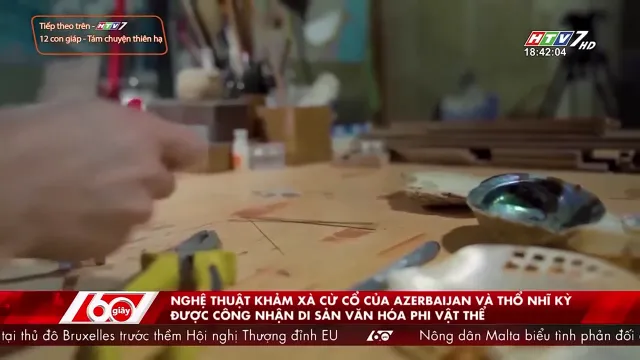 Tiếp theo trên - HTV7
12 con giáp - Tám chuyện thiên hạ
HTV7 HD
18:42:04
60 giây
NGHỆ THUẬT KHẢM XÀ CỪ CỔ CỦA AZERBAIJAN VÀ THỔ NHĨ KỲ
ĐƯỢC CÔNG NHẬN DI SẢN VĂN HÓA PHI VẬT THỂ
tại thủ đô Bruxelles trước thềm Hội nghị Thượng đỉnh EU
Nông dân Malta biểu tình phản đối